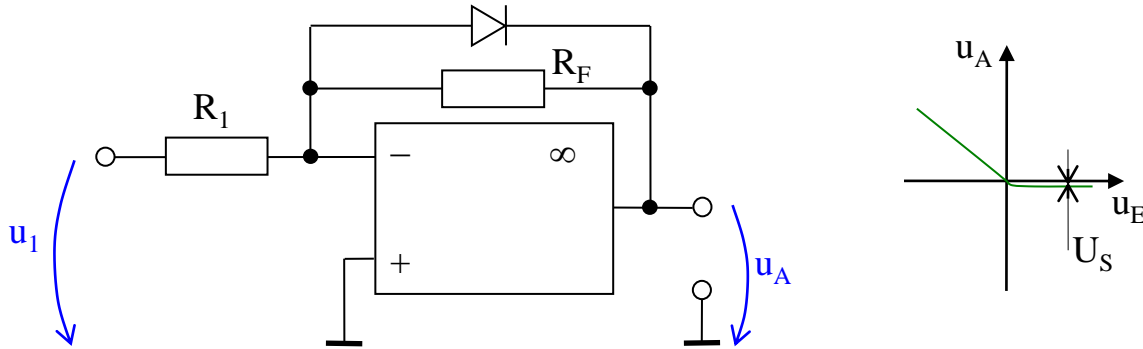 R_F
R_1
− ∞
+
u_1
u_A
u_A
u_E
U_S